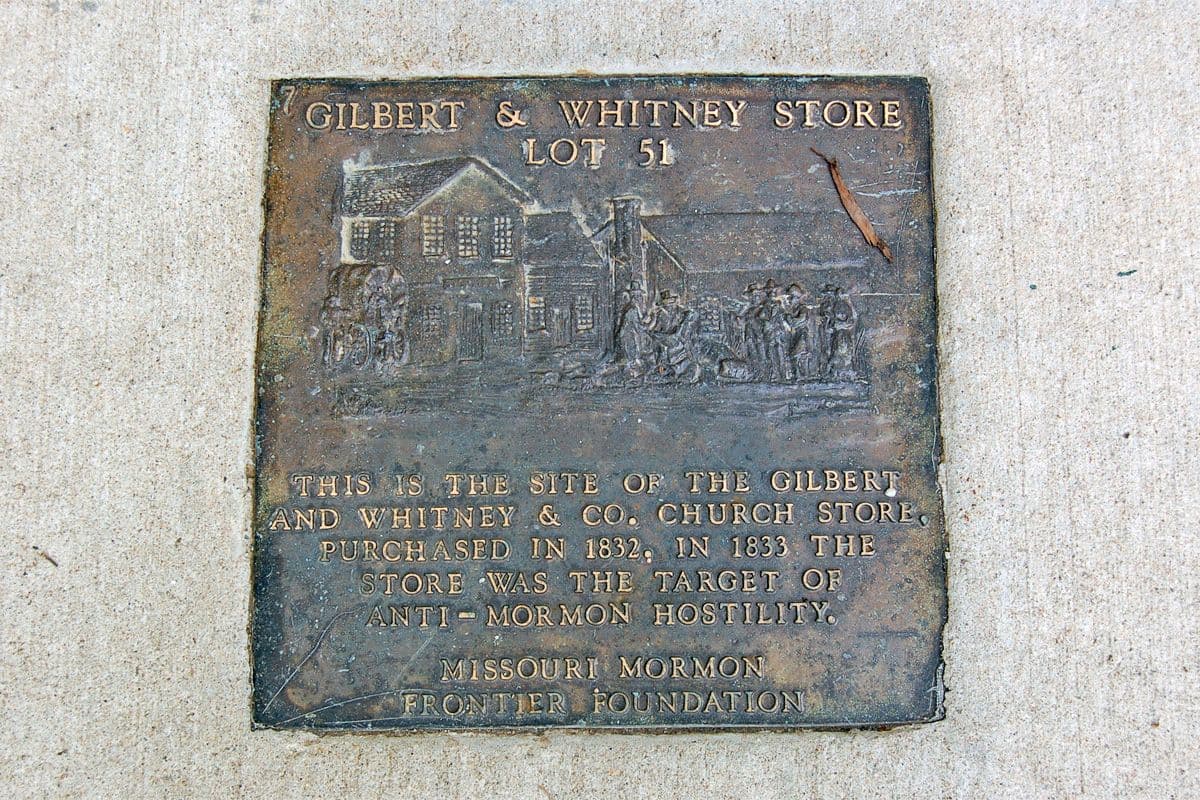 7
GILBERT & WHITNEY STORE
LOT 51
THIS IS THE SITE OF THE GILBERT
AND WHITNEY & CO. CHURCH STORE,
PURCHASED IN 1832. IN 1833 THE
STORE WAS THE TARGET OF
ANTI-MORMON HOSTILITY.
MISSOURI MORMON
FRONTIER FOUNDATION